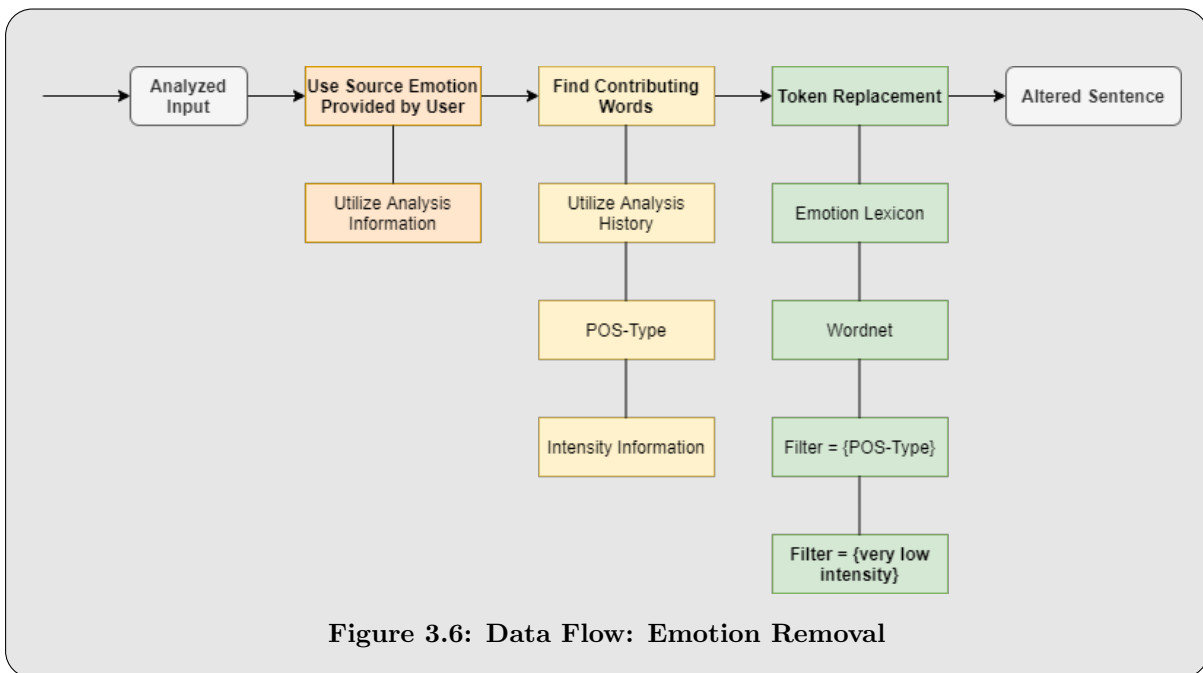 Analyzed
Input
Use Source Emotion
Provided by User
Find Contributing
Words
Token Replacement
Altered Sentence
Utilize Analysis
Information
Utilize Analysis
History
Emotion Lexicon
POS-Type
Wordnet
Intensity Information
Filter = {POS-Type}
Filter = {very low
intensity}
Figure 3.6: Data Flow: Emotion Removal